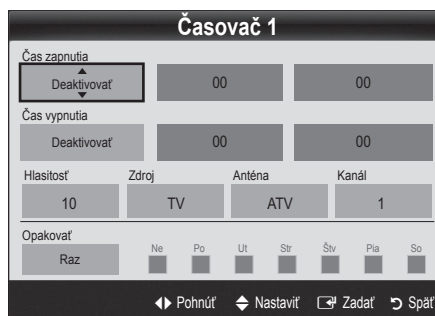 Časovač 1
Čas zapnutia
Deaktivovať 00 00
Čas vypnutia
Deaktivovať 00 00
Hlasitosť Zdroj Anténa Kanál
10 TV ATV 1
Opakovať
Ne Po Ut Str Štv Pia So
Raz
Pohnúť Nastaviť Zadať Späť